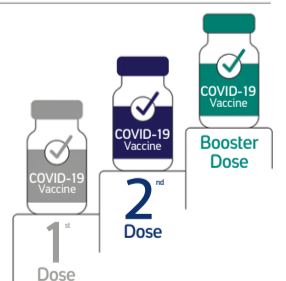 COVID-19
Vaccine
1st
Dose
COVID-19
Vaccine
2nd
Dose
COVID-19
Vaccine
Booster
Dose